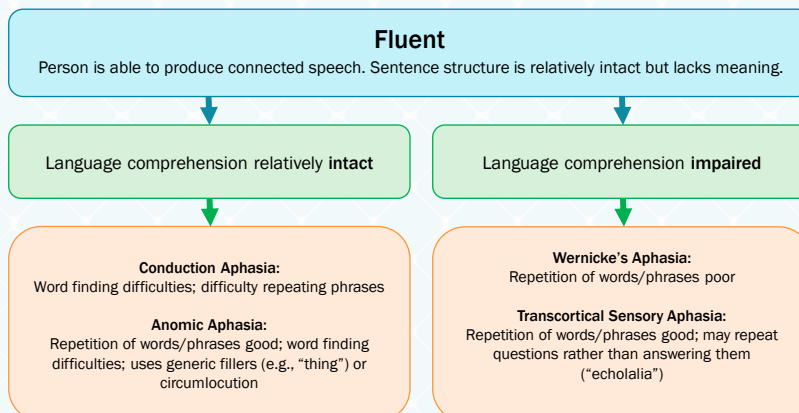 Fluent
Person is able to produce connected speech. Sentence structure is relatively intact but lacks meaning.
Language comprehension relatively intact
Language comprehension impaired
Conduction Aphasia:
Word finding difficulties; difficulty repeating phrases
Anomic Aphasia:
Repetition of words/phrases good; word finding
difficulties; uses generic fillers (e.g., “thing”) or
circumlocution
Wernicke’s Aphasia:
Repetition of words/phrases poor
Transcortical Sensory Aphasia:
Repetition of words/phrases good; may repeat
questions rather than answering them
(“echolalia”)